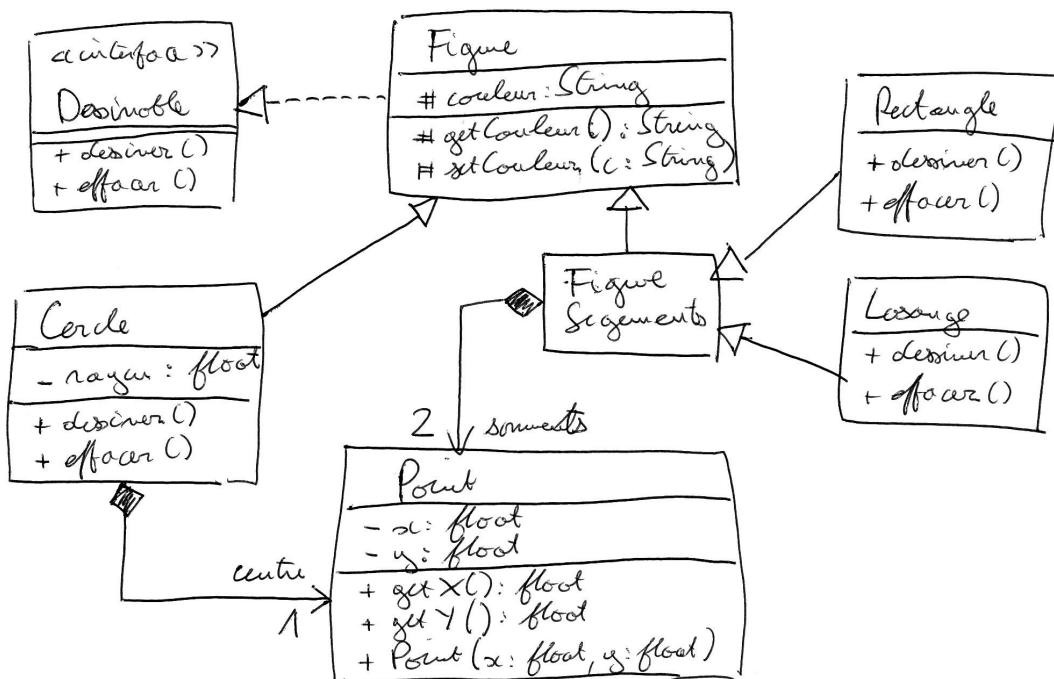 <<interface>>
Dessinable
+ dessiner()
+ effacer()
Figure
# couleur: String
# getCouleur(): String
# setCouleur(c: String)
Rectangle
+ dessiner()
+ effacer()
Cercle
- rayon: float
+ dessiner()
+ effacer()
Figure
Segments
Losange
+ dessiner()
+ effacer()
2 sommets
centre
1
Point
- x: float
- y: float
+ getX(): float
+ getY(): float
+ Point(x: float, y: float)